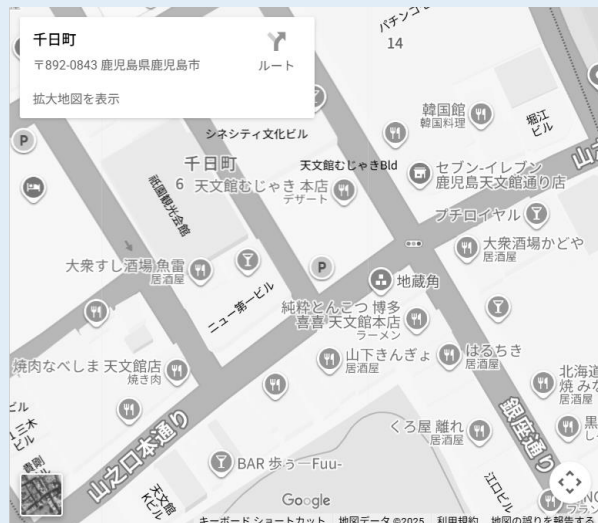 千日町
〒892-0843 鹿児島県鹿児島市
ルート
拡大地図を表示
14
シネシティ文化ビル
韓国館
韓国料理
堀江
ビル
千日町
6
天文館むじゃきBld
天文館むじゃき 本店
デザート
セブン-イレブン
鹿児島天文館通り店
祇園観光会館
プチロイヤル
大衆酒場かどや
居酒屋
大衆すし酒場 魚雷
居酒屋
P
P
地蔵角
ニュー第一ビル
純粋とんこつ 博多
喜喜 天文館本店
ラーメン
焼肉なべしま 天文館店
焼き肉
山下きんぎょ
居酒屋
はるちき
居酒屋
北海道
居酒屋
銀座通り
くろ屋 離れ
居酒屋
山之口本通り
BAR 歩ぅ—Fuu-
天文館
Kビル
江口ビル
Google
キーボード ショートカット
地図データ ©2025
利用規約
地図の誤りを報告する